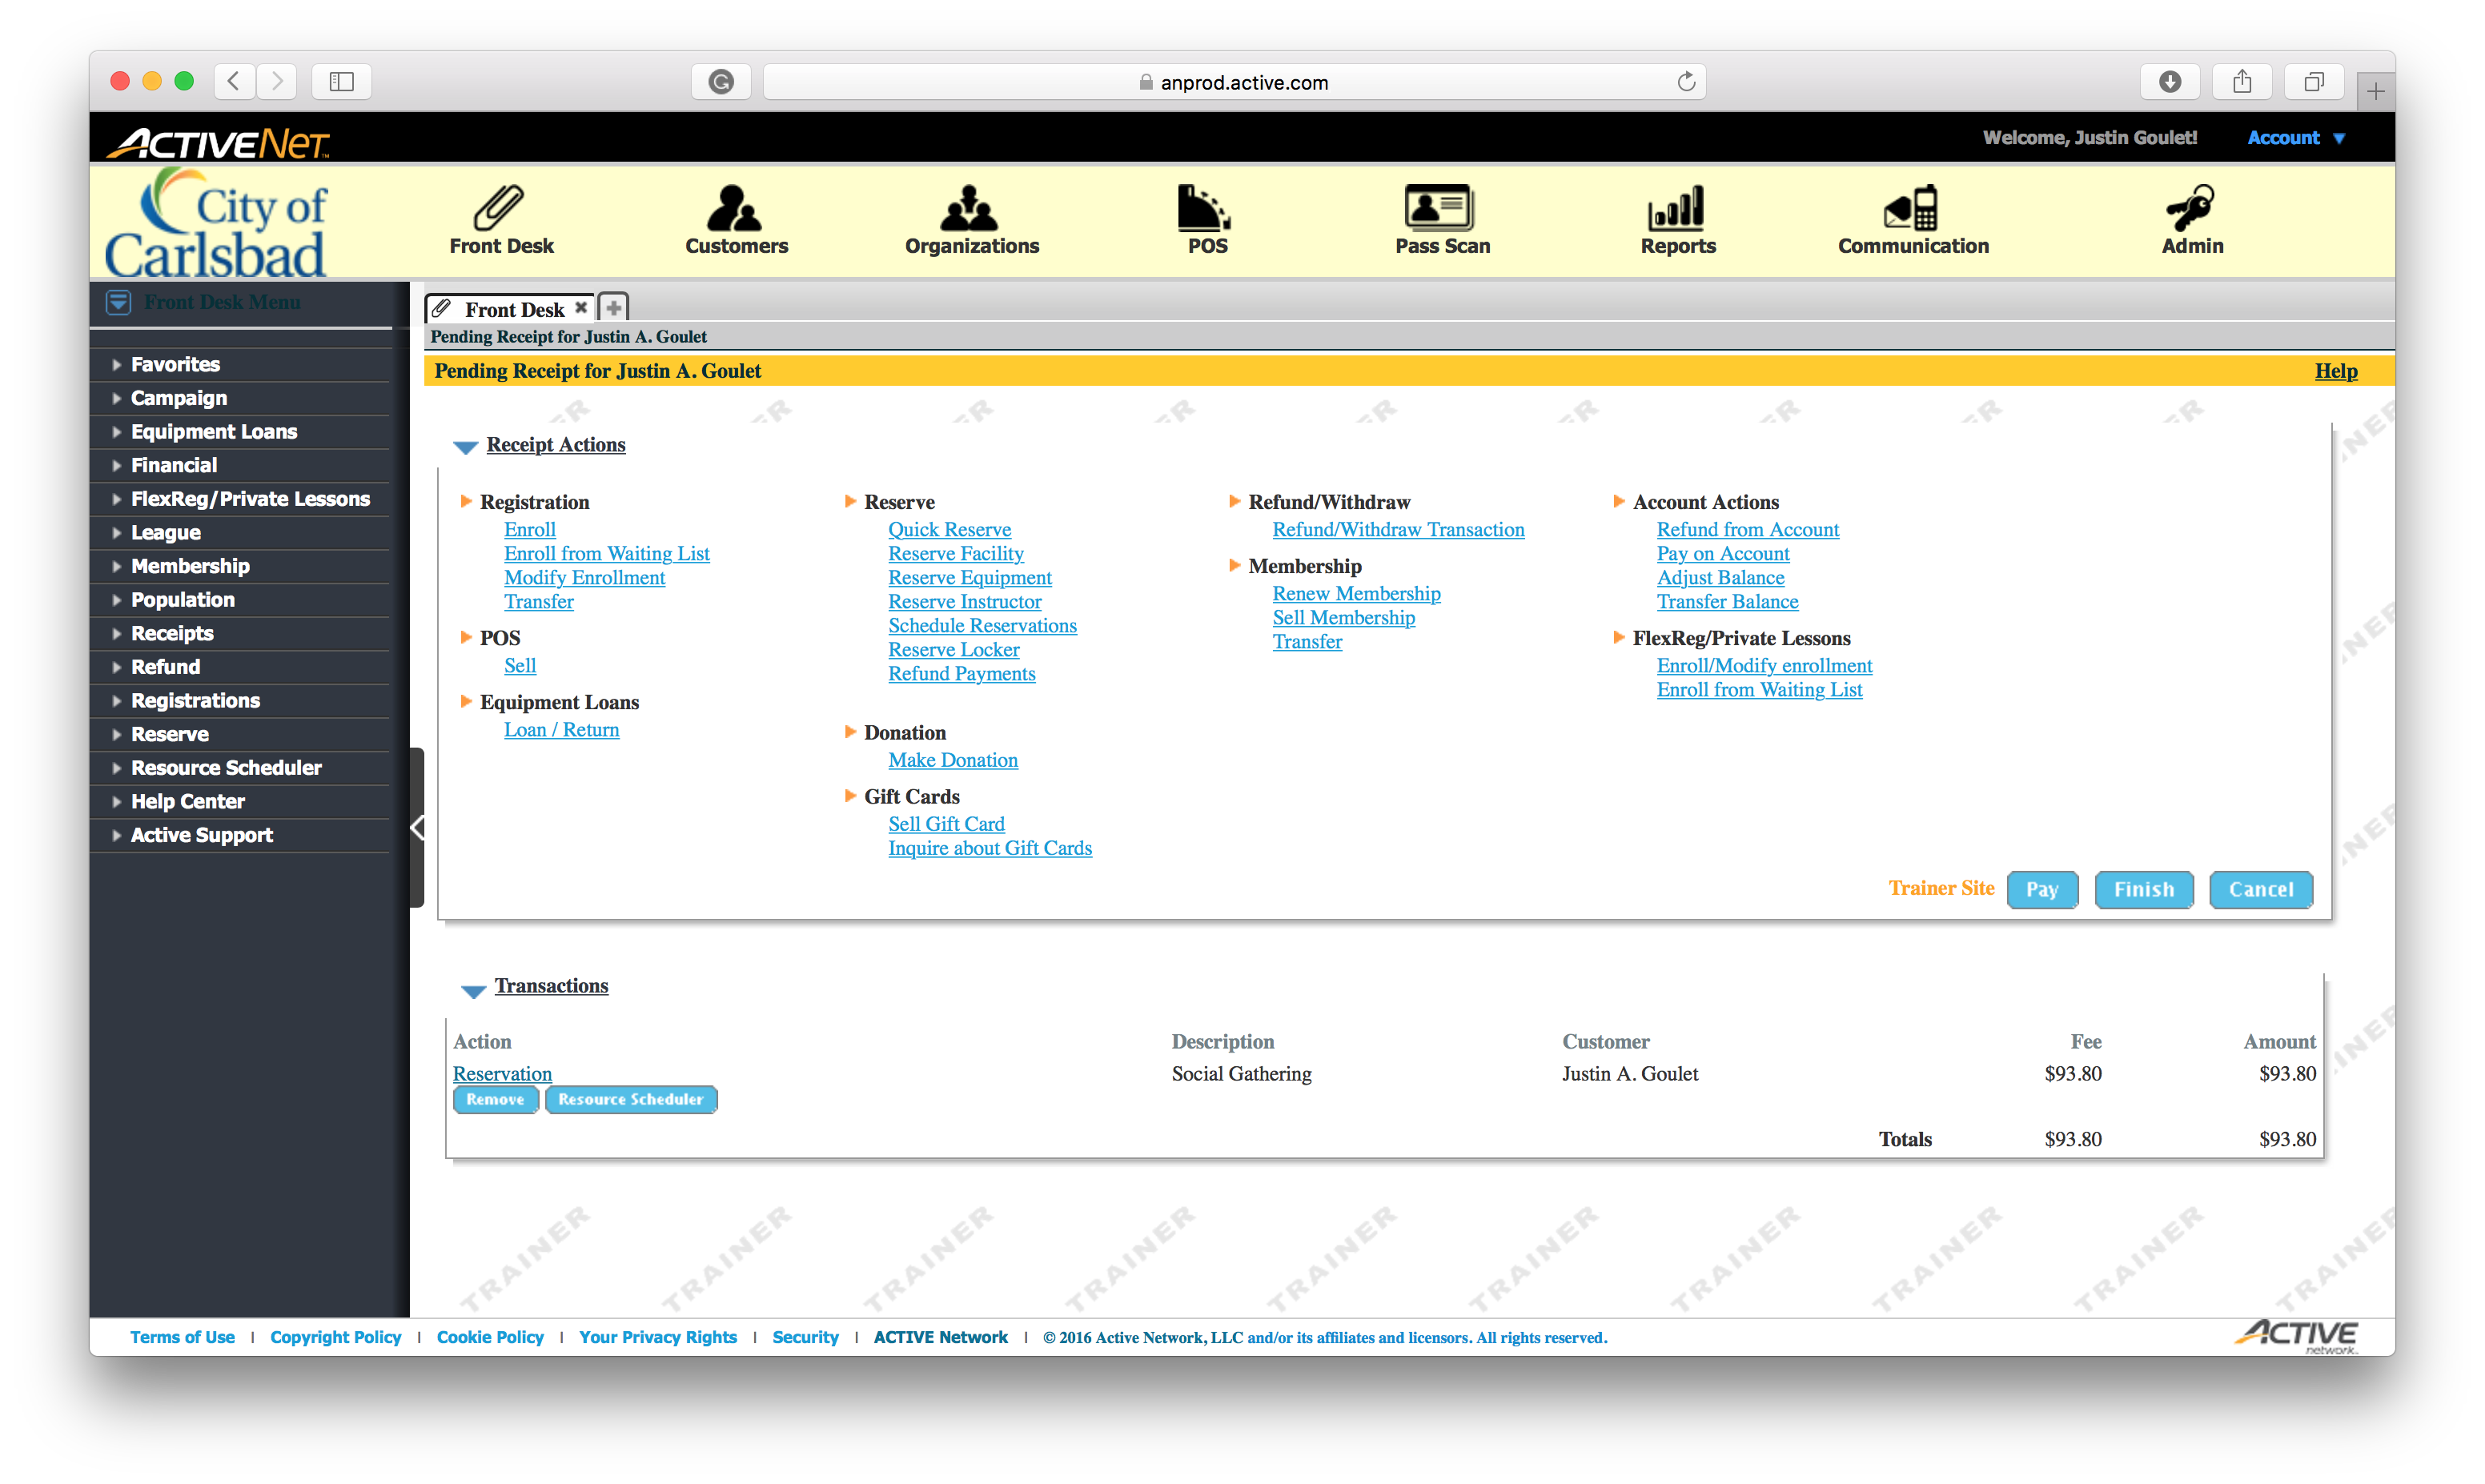 anprod.active.com
ACTIVENET
Welcome, Justin Goulet!
Account
City of
Carlsbad
Front Desk
Customers
Organizations
POS
Pass Scan
Reports
Communication
Admin
Front Desk Menu
Favorites
Campaign
Equipment Loans
Financial
FlexReg/Private Lessons
League
Membership
Population
Receipts
Refund
Registrations
Reserve
Resource Scheduler
Help Center
Active Support
Front Desk
Pending Receipt for Justin A. Goulet
Pending Receipt for Justin A. Goulet
Help
Receipt Actions
Registration
Enroll
Enroll from Waiting List
Modify Enrollment
Transfer
POS
Sell
Equipment Loans
Loan / Return
Reserve
Quick Reserve
Reserve Facility
Reserve Equipment
Reserve Instructor
Schedule Reservations
Reserve Locker
Refund Payments
Donation
Make Donation
Gift Cards
Sell Gift Card
Inquire about Gift Cards
Refund/Withdraw
Refund/Withdraw Transaction
Membership
Renew Membership
Sell Membership
Transfer
Account Actions
Refund from Account
Pay on Account
Adjust Balance
Transfer Balance
FlexReg/Private Lessons
Enroll/Modify enrollment
Enroll from Waiting List
Trainer Site Pay Finish Cancel
Transactions
Action Description Customer Fee Amount
Reservation Social Gathering Justin A. Goulet $93.80 $93.80
Remove Resource Scheduler
Totals $93.80 $93.80
TRAINER TRAINER TRAINER TRAINER TRAINER TRAINER TRAINER TRAINER TRAINER TRAINER
Terms of Use | Copyright Policy | Cookie Policy | Your Privacy Rights | Security | ACTIVE Network | © 2016 Active Network, LLC and/or its affiliates and licensors. All rights reserved.
ACTIVE
network.